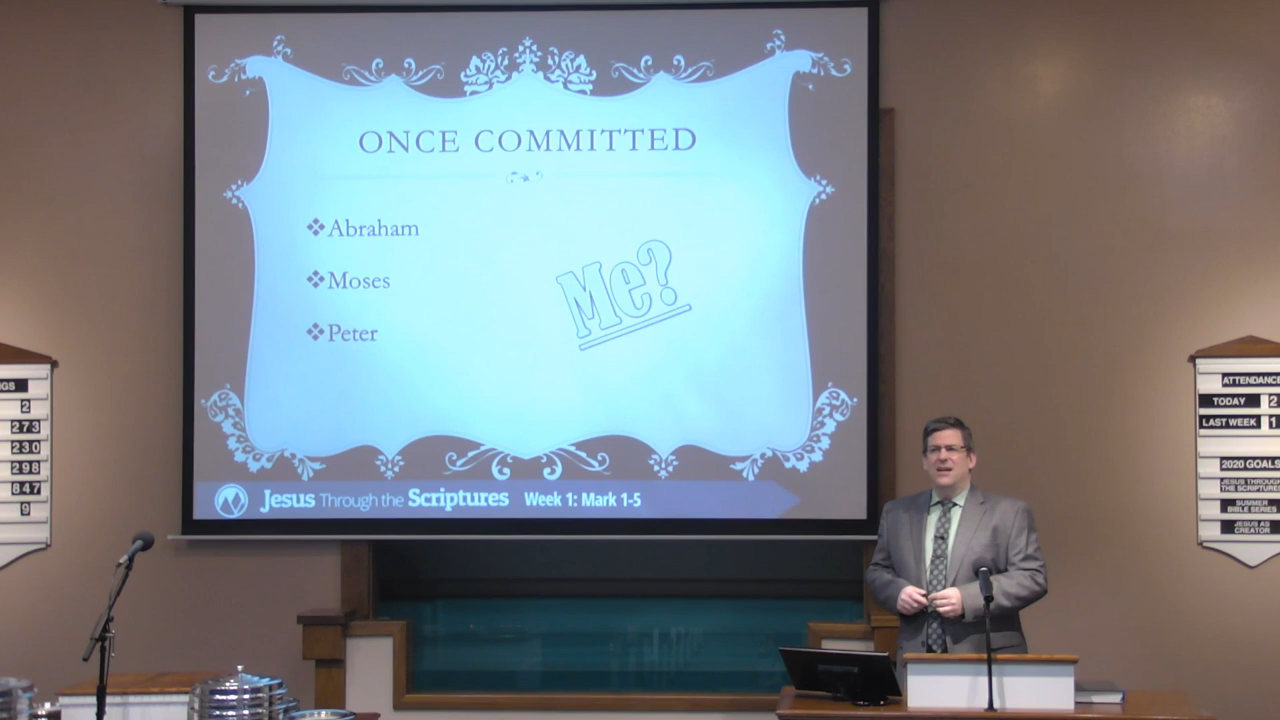 ONCE COMMITTED
❖Abraham
❖Moses
❖Peter
Me?
Jesus Through the Scriptures Week 1: Mark 1-5
GS
2
273
230
298
847
9
ATTENDANCE
TODAY 2
LAST WEEK 1
2020 GOALS
JESUS THROUGH
THE SCRIPTURES
SUMMER
BIBLE SERIES
JESUS AS
CREATOR